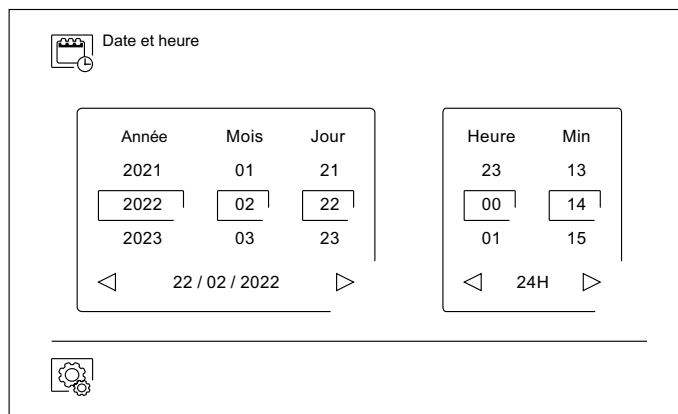 Date et heure
Année Mois Jour
2021 01 21
2022 02 22
2023 03 23
22 / 02 / 2022
Heure Min
23 13
00 14
01 15
24H